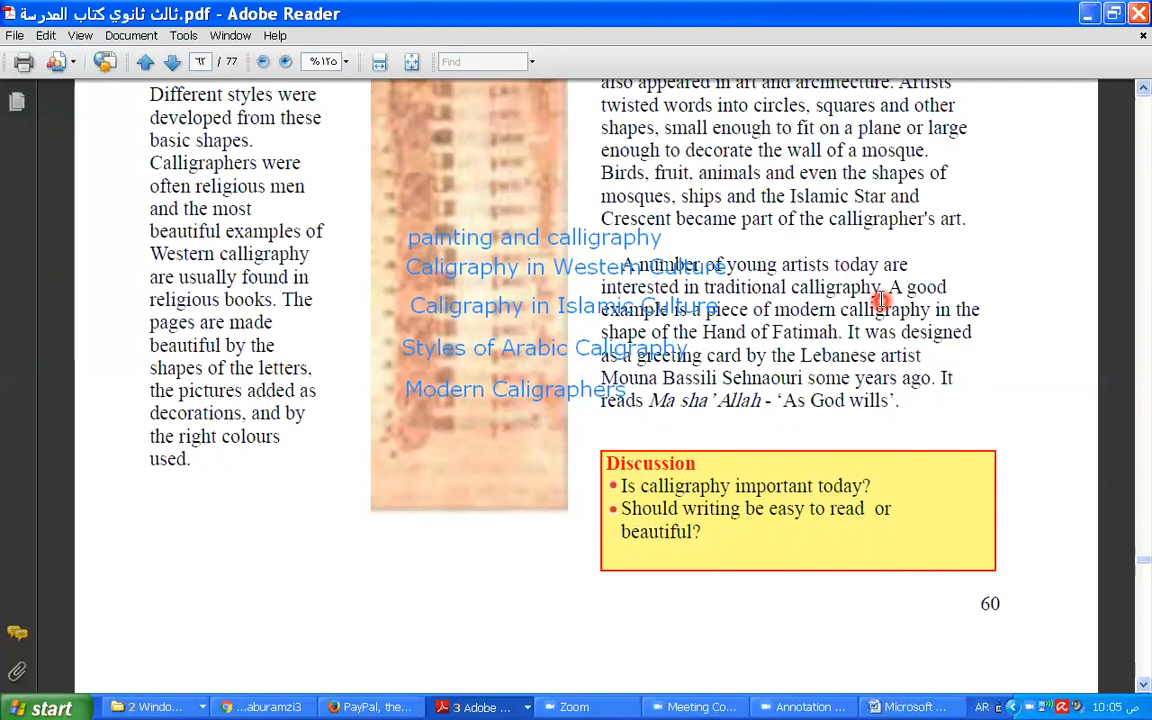 ثالث ثانوي كتاب المدرسة.pdf - Adobe Reader
File Edit View Document Tools Window Help
٦٢ / 77 %١٢٥ Find
Different styles were
developed from these
basic shapes.
Calligraphers were
often religious men
and the most
beautiful examples of
Western calligraphy
are usually found in
religious books. The
pages are made
beautiful by the
shapes of the letters,
the pictures added as
decorations, and by
the right colours
used.
painting and calligraphy
Caligraphy in Western Culture
Caligraphy in Islamic Culture
Styles of Arabic Caligraphy
Modern Caligraphers
also appeared in art and architecture. Artists
twisted words into circles, squares and other
shapes, small enough to fit on a plane or large
enough to decorate the wall of a mosque.
Birds, fruit, animals and even the shapes of
mosques, ships and the Islamic Star and
Crescent became part of the calligrapher's art.
A number of young artists today are
interested in traditional calligraphy. A good
example is a piece of modern calligraphy in the
shape of the Hand of Fatimah. It was designed
as a greeting card by the Lebanese artist
Mouna Bassili Sehnaouri some years ago. It
reads Ma sha'Allah - 'As God wills'.
Discussion
• Is calligraphy important today?
• Should writing be easy to read or
beautiful?
60
start 2 Windo... ...aburamzi3 PayPal, the... 3 Adobe ... Zoom Meeting Co... Annotation ... Microsoft ... AR 10:05 ص